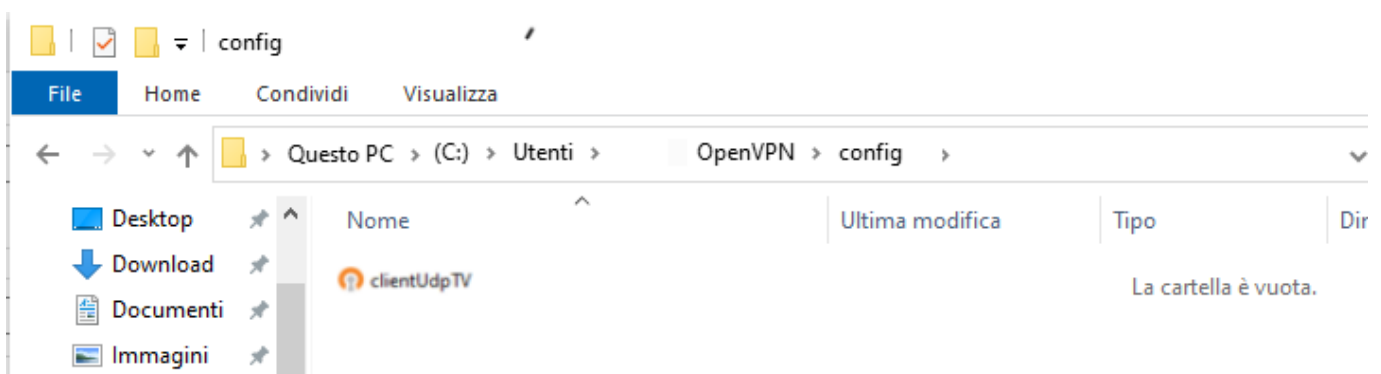 config
File Home Condividi Visualizza
Questo PC > (C:) > Utenti > OpenVPN > config >
Desktop
Download
Documenti
Immagini
Nome Ultima modifica Tipo Dir
clientUdpTV
La cartella è vuota.